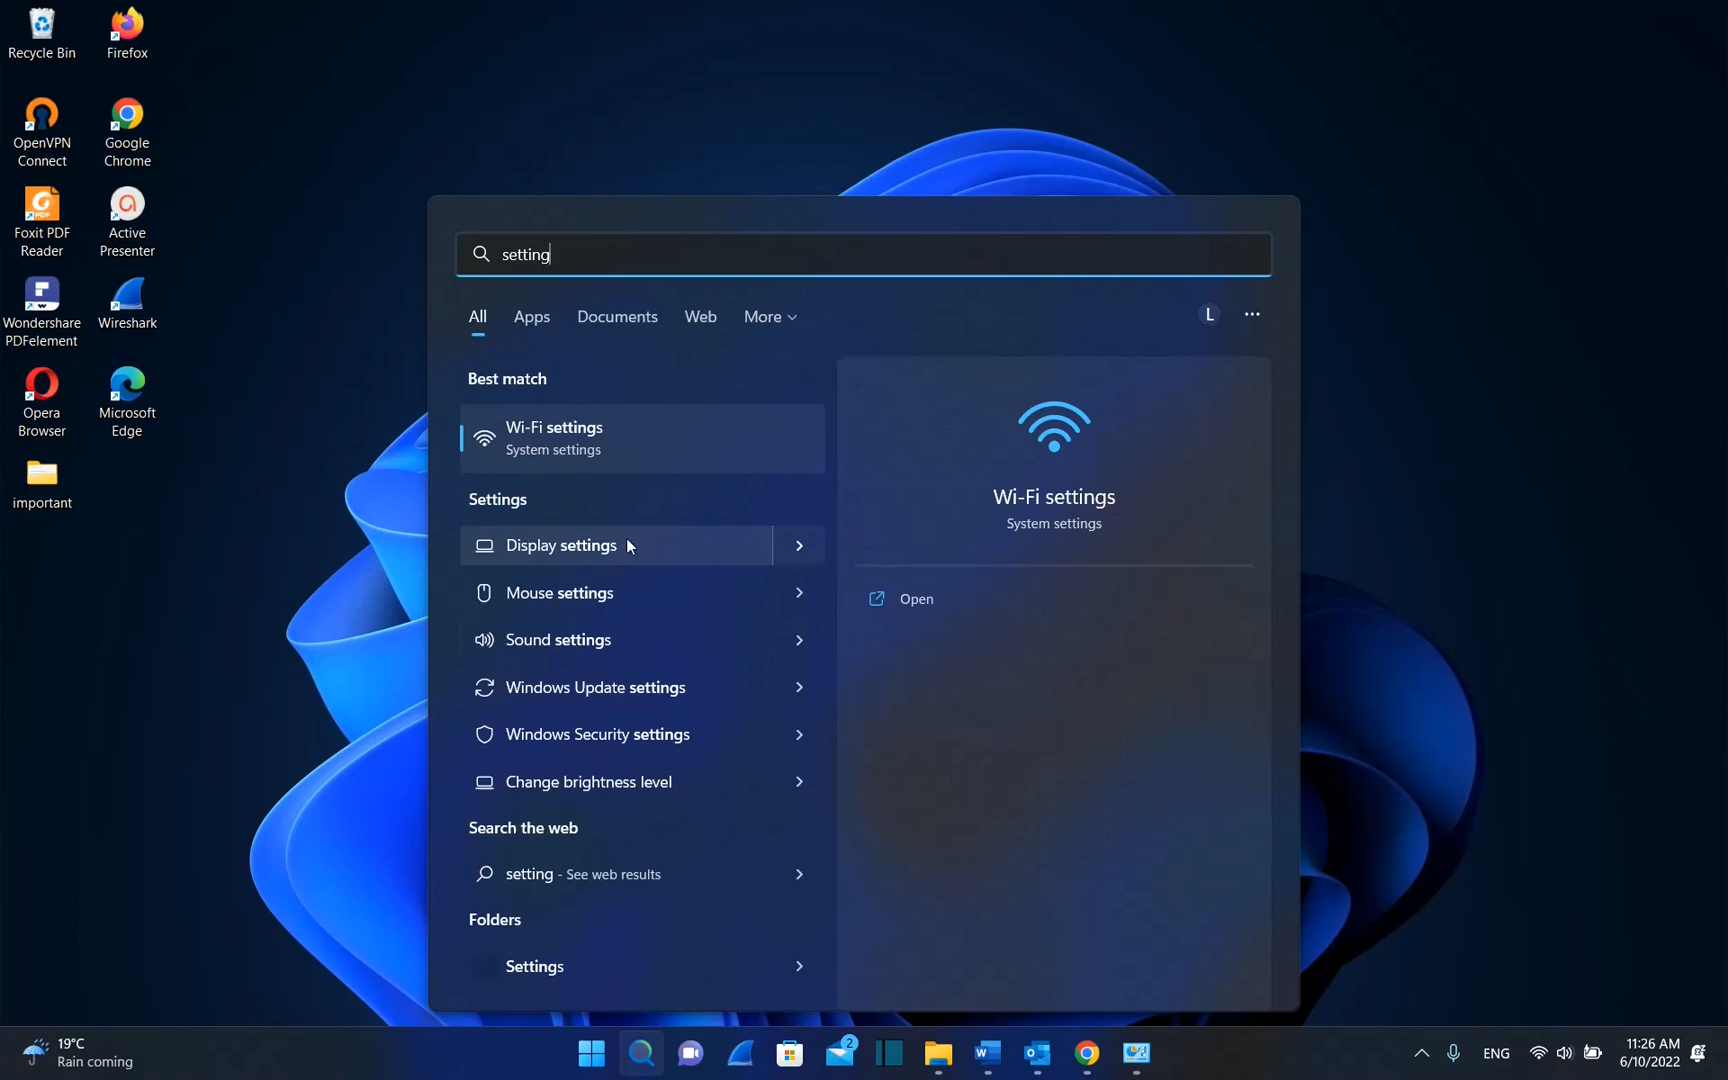 Recycle Bin
Firefox
OpenVPN
Connect
Google
Chrome
Foxit PDF
Reader
Active
Presenter
Wondershare
PDFelement
Wireshark
Opera
Browser
Microsoft
Edge
important
setting
All Apps Documents Web More
L ...
Best match
Wi-Fi settings
System settings
Settings
Display settings
Mouse settings
Sound settings
Windows Update settings
Windows Security settings
Change brightness level
Search the web
setting - See web results
Folders
Settings
Wi-Fi settings
System settings
Open
19°C
Rain coming
2
ENG
11:26 AM
6/10/2022